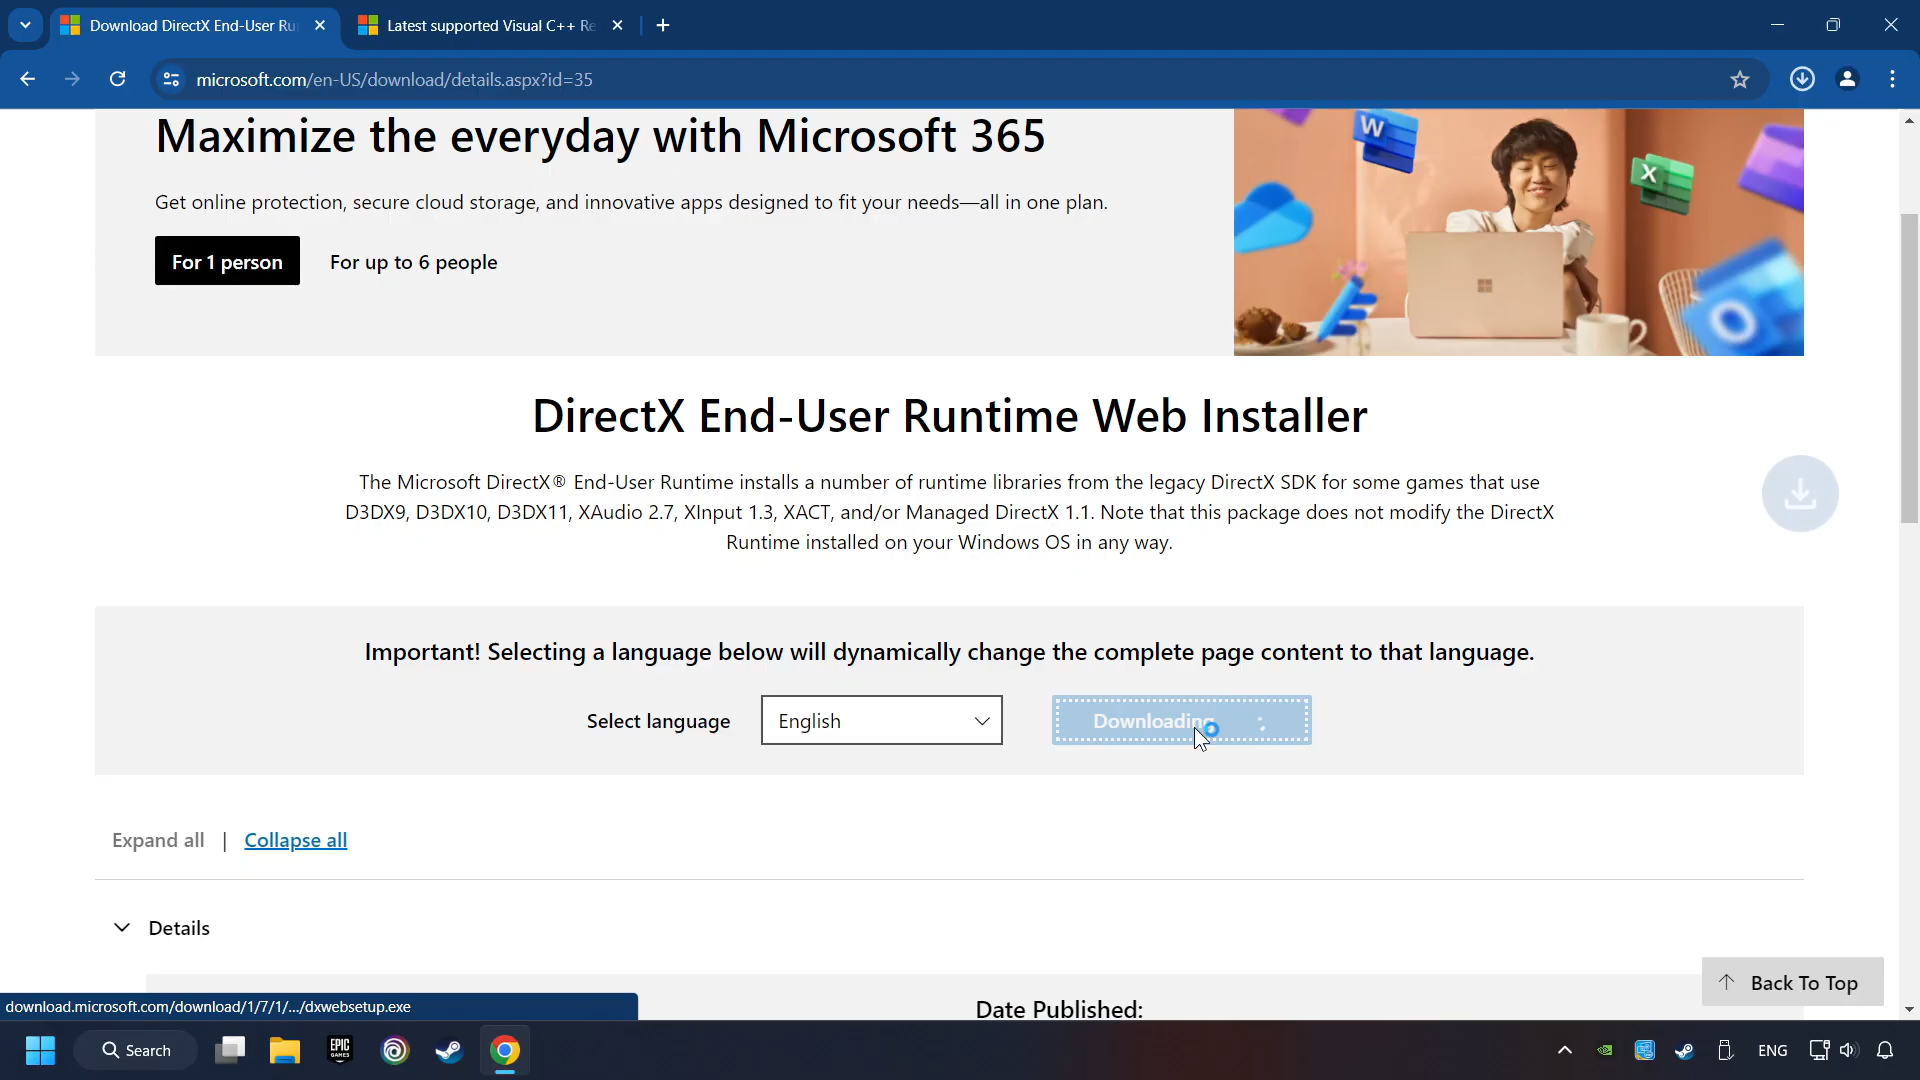 Download DirectX End-User Ru
Latest supported Visual C++ Re
microsoft.com/en-US/download/details.aspx?id=35
Maximize the everyday with Microsoft 365
Get online protection, secure cloud storage, and innovative apps designed to fit your needs—all in one plan.
For 1 person
For up to 6 people
W
X
O
DirectX End-User Runtime Web Installer
The Microsoft DirectX® End-User Runtime installs a number of runtime libraries from the legacy DirectX SDK for some games that use
D3DX9, D3DX10, D3DX11, XAudio 2.7, XInput 1.3, XACT, and/or Managed DirectX 1.1. Note that this package does not modify the DirectX
Runtime installed on your Windows OS in any way.
Important! Selecting a language below will dynamically change the complete page content to that language.
Select language
English
Downloading
Expand all | Collapse all
Details
Back To Top
Date Published:
download.microsoft.com/download/1/7/1/.../dxwebsetup.exe
Search
EPIC
GAMES
ENG